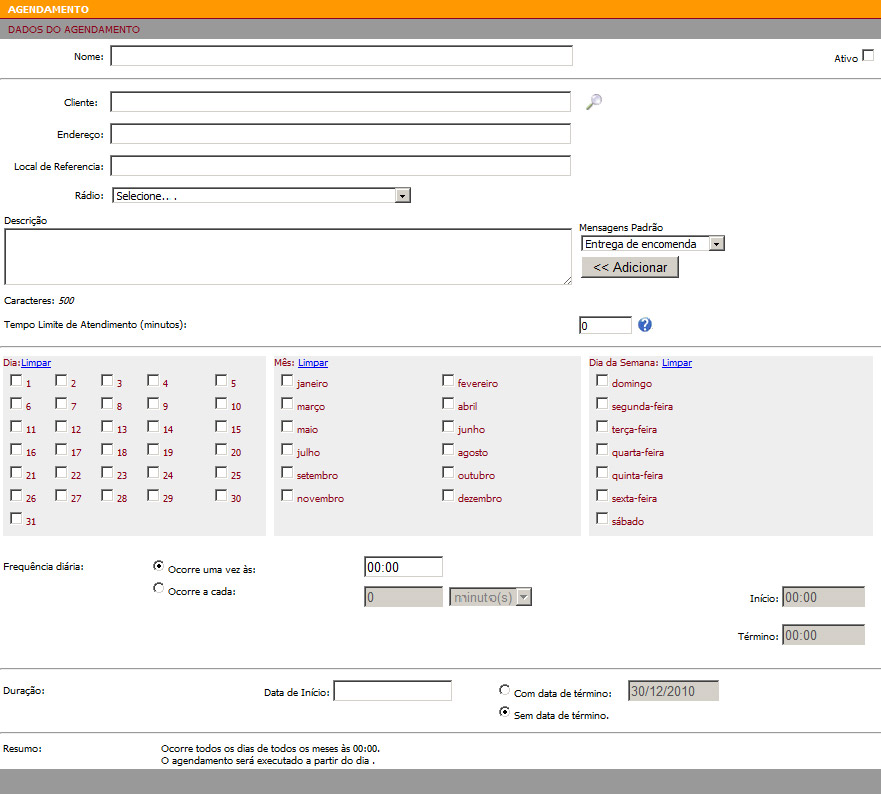 AGENDAMENTO
DADOS DO AGENDAMENTO
Nome: Ativo
Cliente:
Endereço:
Local de Referencia:
Rádio: Selecione.. .
Descrição
Mensagens Padrão
Entrega de encomenda
<< Adicionar
Caracteres: 500
Tempo Limite de Atendimento (minutos): 0
Dia:Limpar Mês: Limpar Dia da Semana: Limpar
1 2 3 4 5 janeiro fevereiro domingo
6 7 8 9 10 março abril segunda-feira
11 12 13 14 15 maio junho terça-feira
16 17 18 19 20 julho agosto quarta-feira
21 22 23 24 25 setembro outubro quinta-feira
26 27 28 29 30 novembro dezembro sexta-feira
31 sábado
Frequência diária: Ocorre uma vez às: 00:00
Ocorre a cada: 0 minuto(s) Início: 00:00
Término: 00:00
Duração: Data de Início: Com data de término: 30/12/2010
Sem data de término.
Resumo: Ocorre todos os dias de todos os meses às 00:00.
O agendamento será executado a partir do dia .